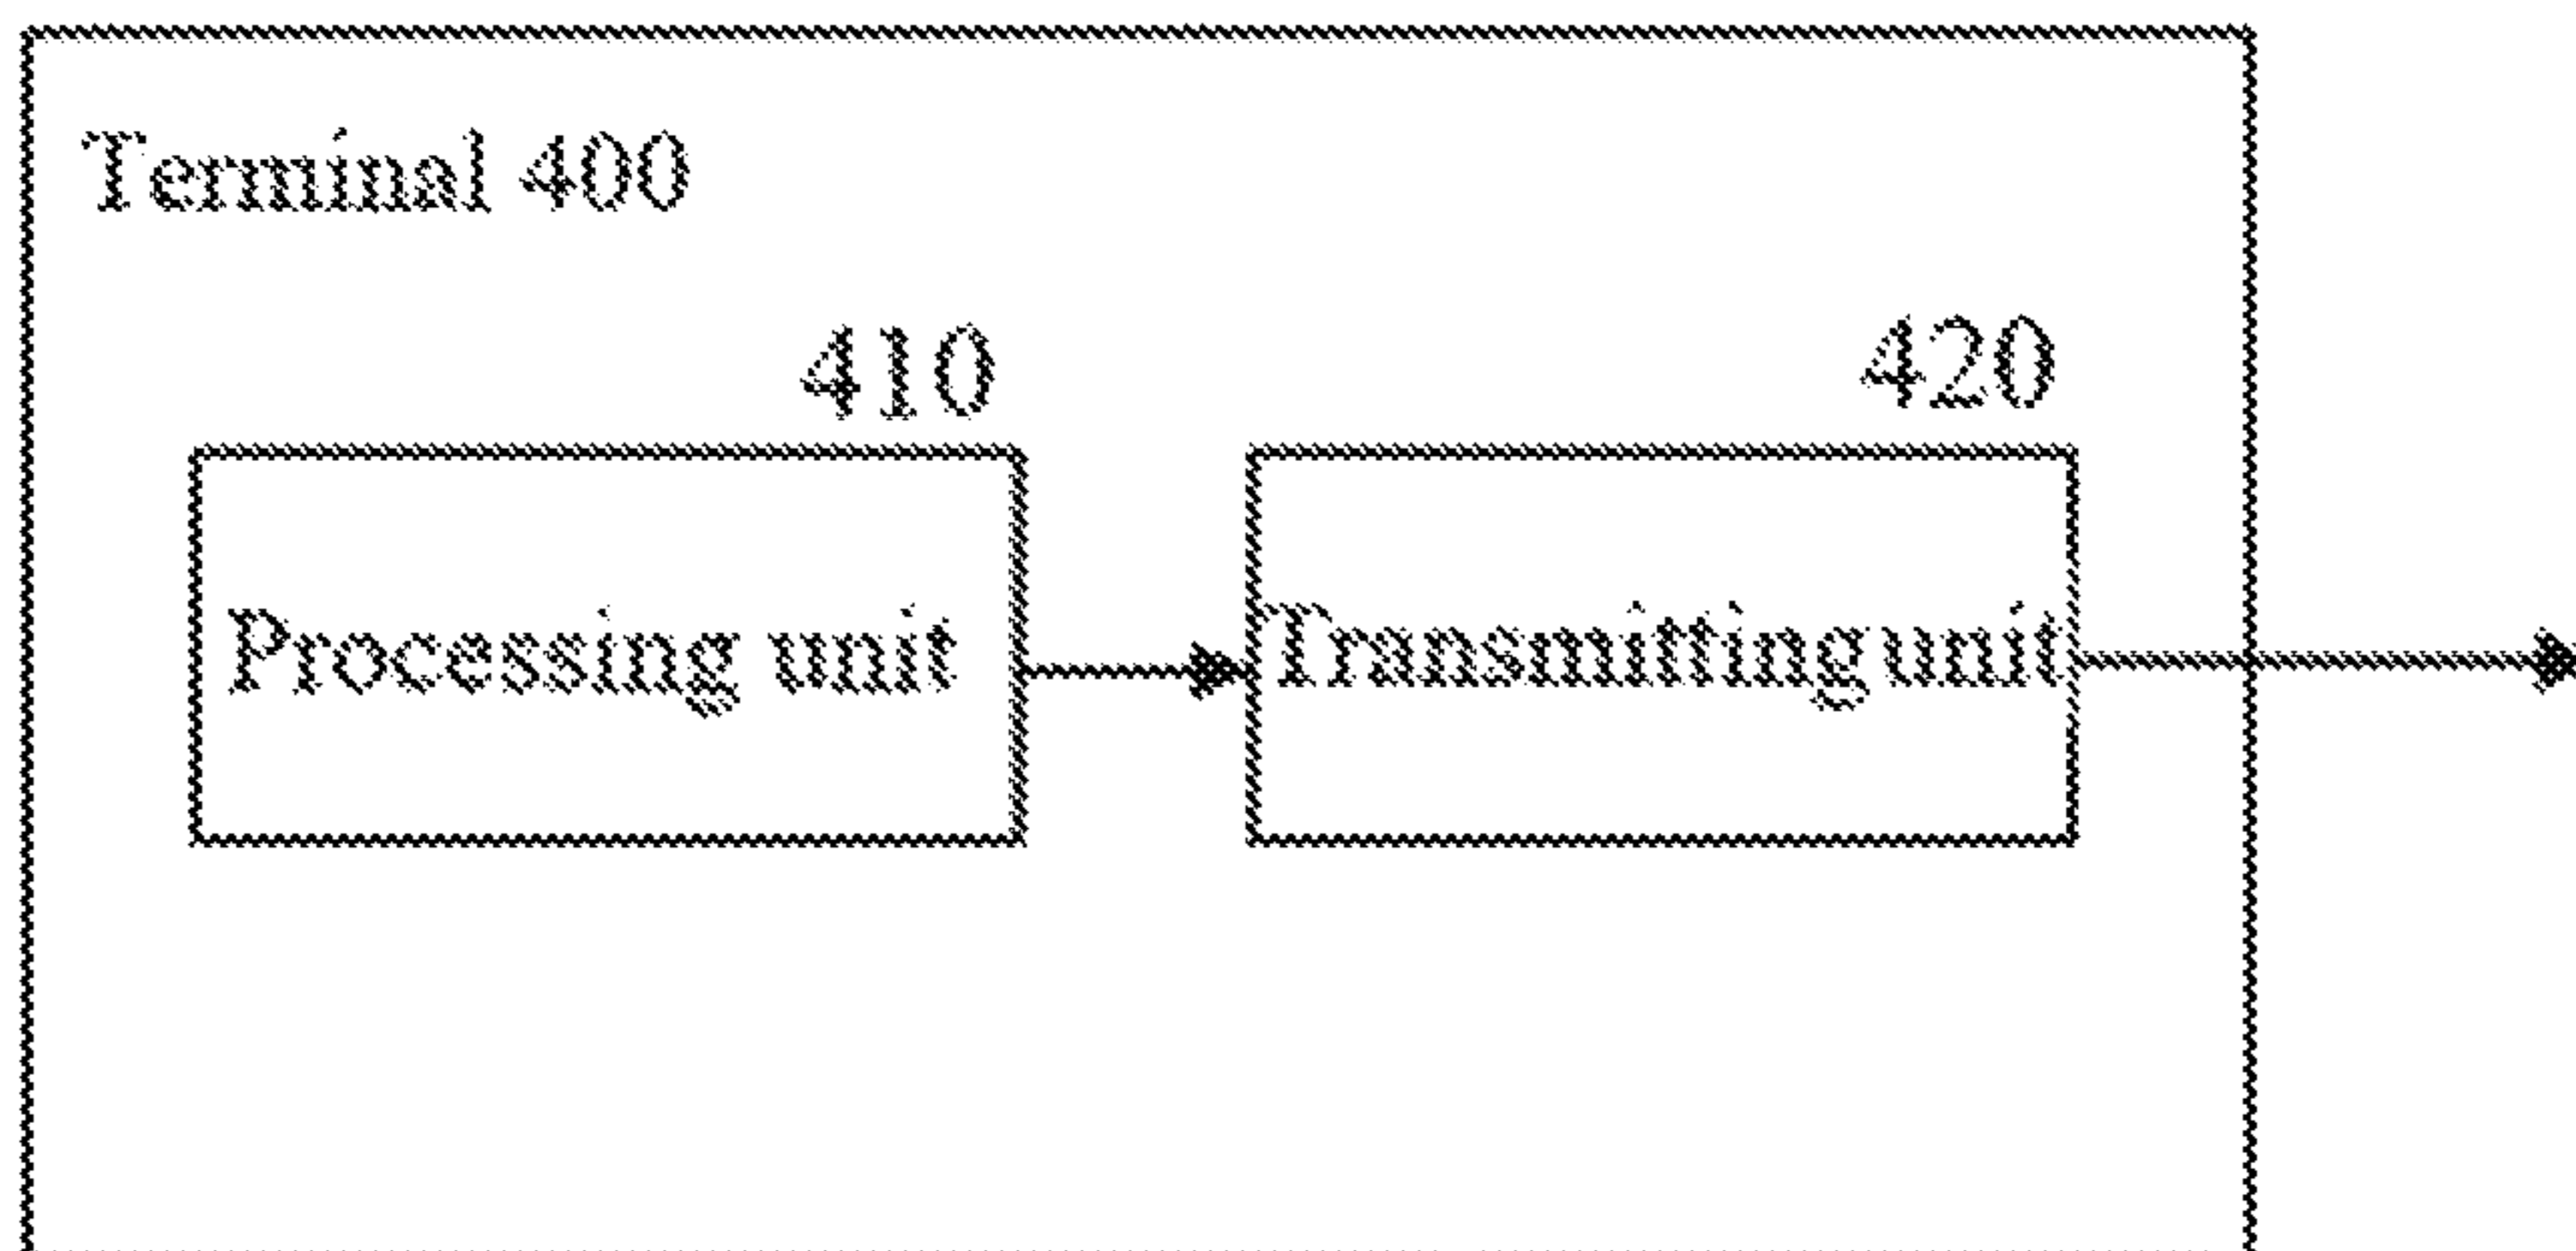 Terminal 400
410
420
Processing unit
Transmitting unit